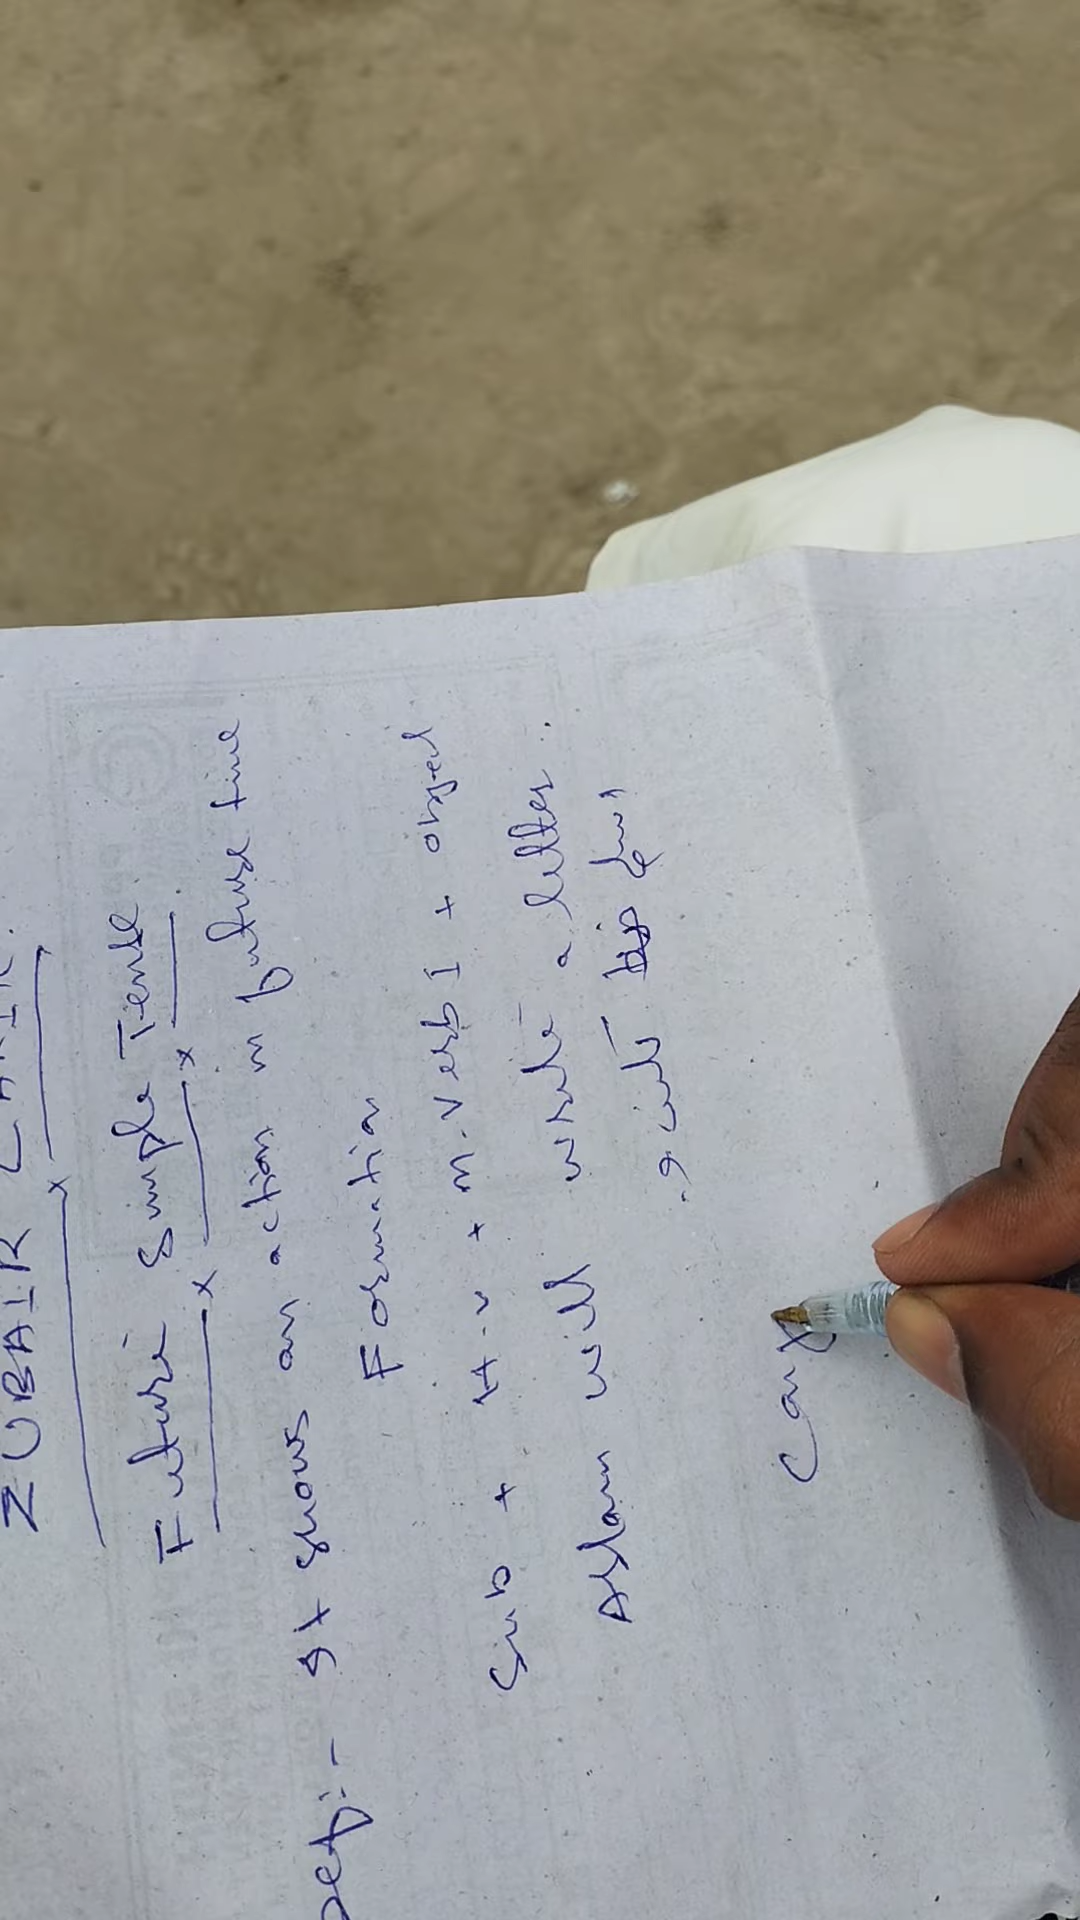 ZUBAIR
Future Simple Tense.
Def:- It shows an action in future time
Formation
Sub + H.v + m.verb I + object
Aslam will write a letter.
I will
Can